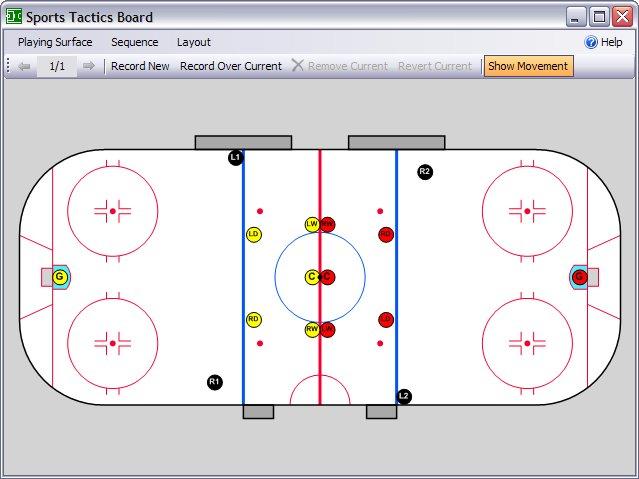 Sports Tactics Board
Playing Surface Sequence Layout Help
1/1 Record New Record Over Current Remove Current Revert Current Show Movement
L1
R2
LW RW
LD RD
G C C G
RD LD
RW LW
R1
L2